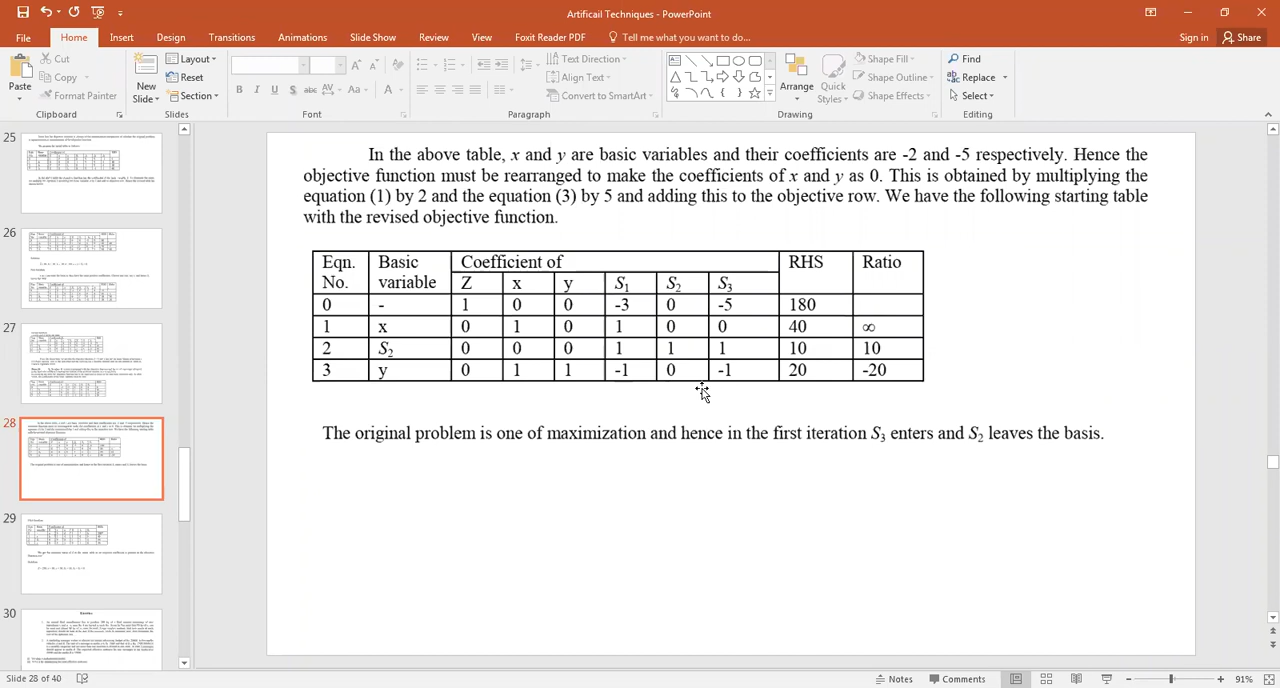 Artificail Techniques - PowerPoint
File Home Insert Design Transitions Animations Slide Show Review View Foxit Reader PDF Tell me what you want to do... Sign in Share
Paste Cut Copy Format Painter
Clipboard
New Slide Layout Reset Section
Slides
B I U S abc AV Aa A
Font
Text Direction Align Text Convert to SmartArt
Paragraph
Arrange Quick Styles Shape Fill Shape Outline Shape Effects
Drawing
Find Replace Select
Editing
25
26
27
28
29
30
In the above table, x and y are basic variables and their coefficients are -2 and -5 respectively. Hence the
objective function must be rearranged to make the coefficients of x and y as 0. This is obtained by multiplying the
equation (1) by 2 and the equation (3) by 5 and adding this to the objective row. We have the following starting table
with the revised objective function.
Eqn. No. Basic variable Coefficient of RHS Ratio
Z x y S1 S2 S3
0 - 1 0 0 -3 0 -5 180
1 x 0 1 0 1 0 0 40 ∞
2 S2 0 0 0 1 1 1 10 10
3 y 0 1 1 -1 0 -1 20 -20
The original problem is one of maximization and hence in the first iteration S3 enters and S2 leaves the basis.
Slide 28 of 40 Notes Comments 91%